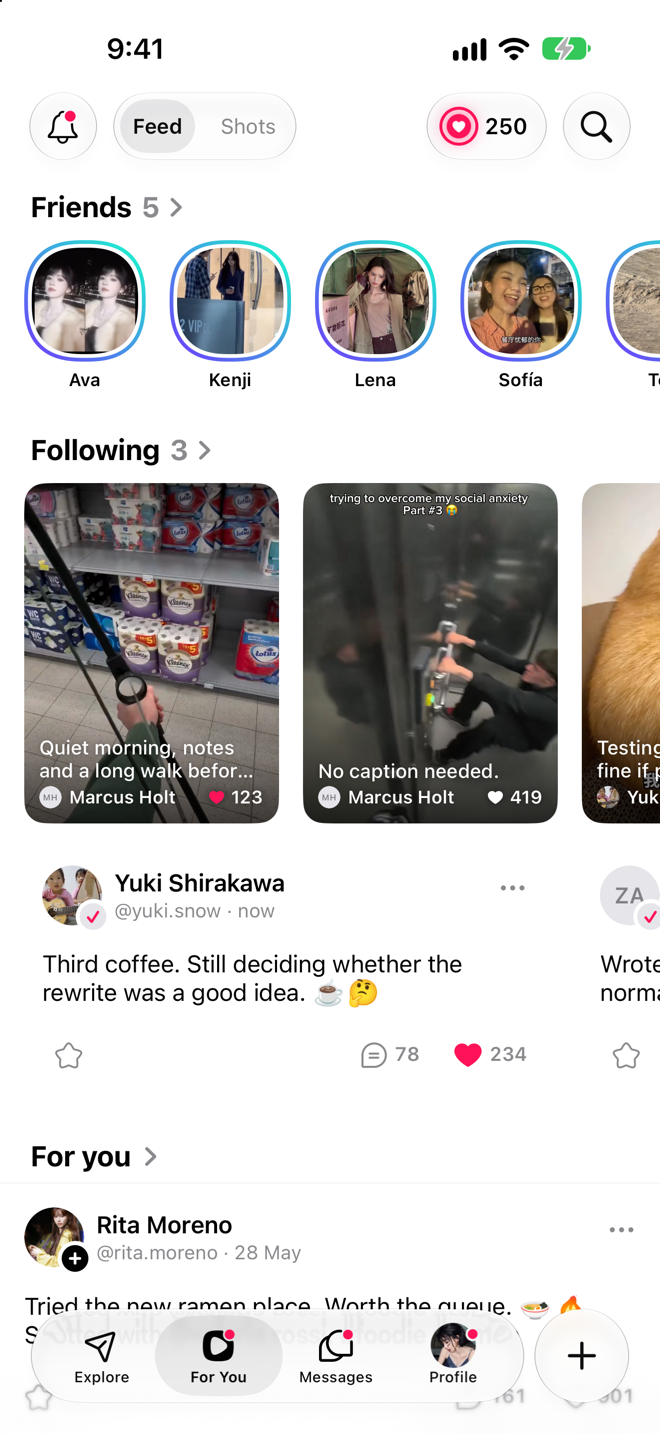 9:41
Feed
Shots
250
Friends 5
Ava
Kenji
Lena
Sofía
Following 3
trying to overcome my social anxiety
Part #3 😭
Quiet morning, notes
and a long walk befor...
MH Marcus Holt
123
No caption needed.
MH Marcus Holt
419
Testing
fine if
Yuk
Yuki Shirakawa
@yuki.snow · now
Third coffee. Still deciding whether the
rewrite was a good idea. ☕🤔
78
234
ZA
Wrote
norma
For you
Rita Moreno
@rita.moreno · 28 May
Tried the new ramen place. Worth the queue. 🍜🔥
Explore
For You
Messages
Profile